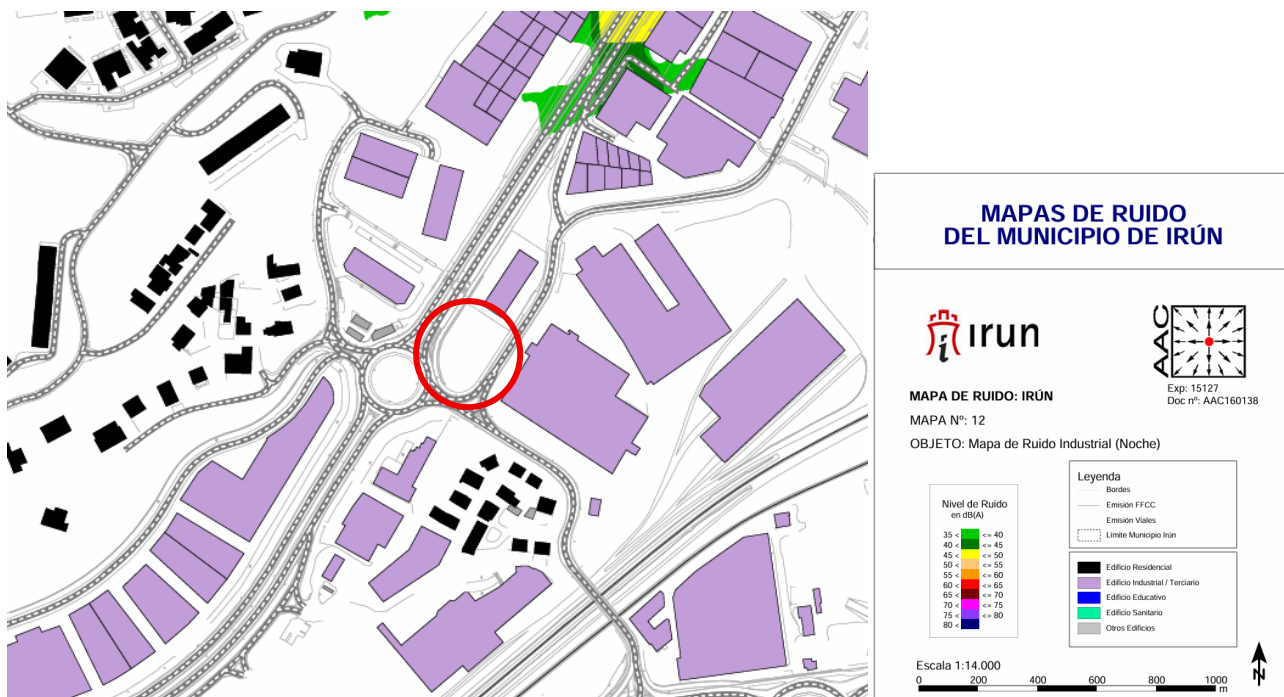 MAPAS DE RUIDO
DEL MUNICIPIO DE IRÚN
irun
AAC
Exp: 15127
Doc nº: AAC160138
MAPA DE RUIDO: IRÚN
MAPA Nº: 12
OBJETO: Mapa de Ruido Industrial (Noche)
Nivel de Ruido
en dB(A)
35 < <= 40
40 < <= 45
45 < <= 50
50 < <= 55
55 < <= 60
60 < <= 65
65 < <= 70
70 < <= 75
75 < <= 80
80 <
Leyenda
Bordes
Emisión FFCC
Emisión Viales
Límite Municipio Irún
Edificio Residencial
Edificio Industrial / Terciario
Edificio Educativo
Edificio Sanitario
Otros Edificios
Escala 1:14.000
0 200 400 600 800 1000
m
N